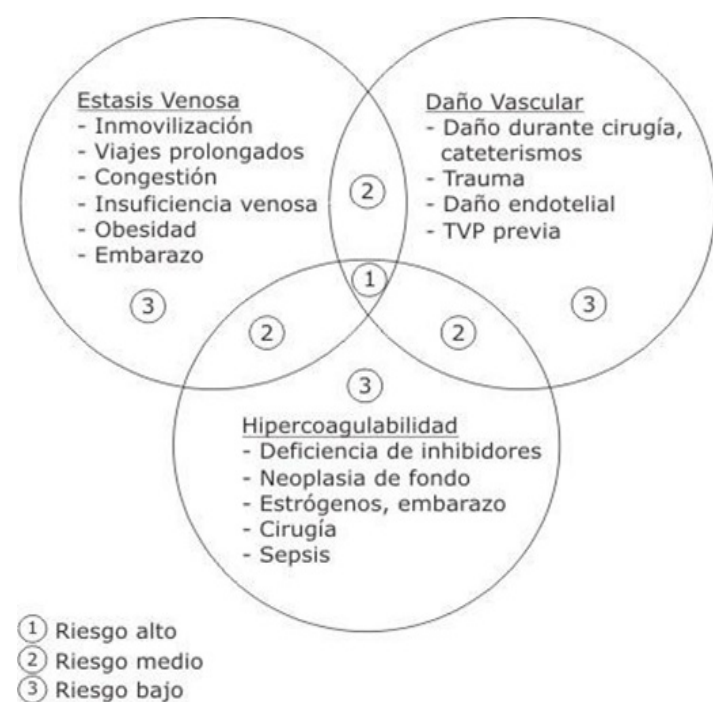 Estasis Venosa
- Inmovilización
- Viajes prolongados
- Congestión
- Insuficiencia venosa
- Obesidad
- Embarazo
3
2
Daño Vascular
- Daño durante cirugía,
cateterismos
- Trauma
- Daño endotelial
- TVP previa
3
1
2
2
3
Hipercoagulabilidad
- Deficiencia de inhibidores
- Neoplasia de fondo
- Estrógenos, embarazo
- Cirugía
- Sepsis
1 Riesgo alto
2 Riesgo medio
3 Riesgo bajo